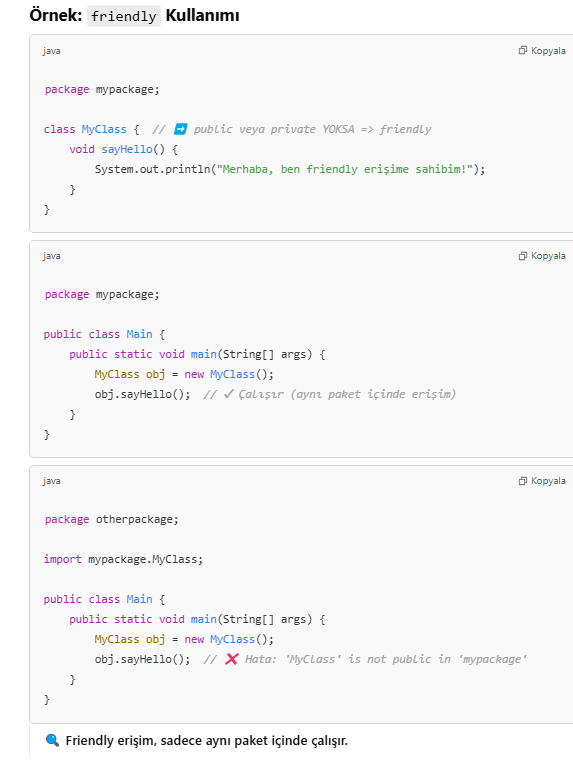 Örnek: friendly Kullanımı
java Kopyala
package mypackage;
class MyClass { // ➡️ public veya private YOKSA => friendly
    void sayHello() {
        System.out.println("Merhaba, ben friendly erişime sahibim!");
    }
}
java Kopyala
package mypackage;
public class Main {
    public static void main(String[] args) {
        MyClass obj = new MyClass();
        obj.sayHello(); // ✓ Çalışır (aynı paket içinde erişim)
    }
}
java Kopyala
package otherpackage;
import mypackage.MyClass;
public class Main {
    public static void main(String[] args) {
        MyClass obj = new MyClass();
        obj.sayHello(); // ❌ Hata: 'MyClass' is not public in 'mypackage'
    }
}
🔍 Friendly erişim, sadece aynı paket içinde çalışır.